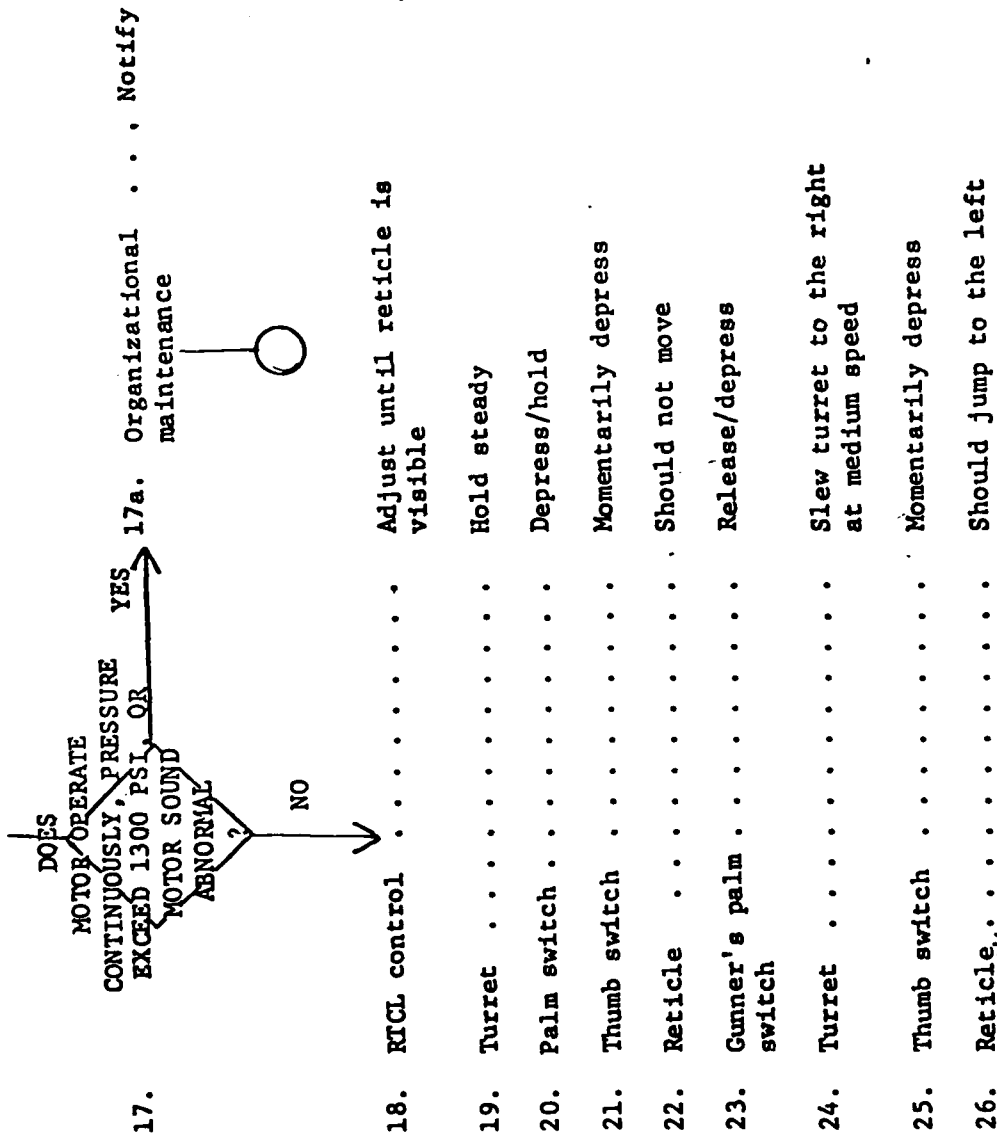 17.
DOES
MOTOR OPERATE
CONTINUOUSLY, PRESSURE
EXCEED 1300 PSI, OR
MOTOR SOUND
ABNORMAL
?
YES
NO
17a. Organizational . . . Notify
maintenance
18. RTCL control . . . . . . . . . . Adjust until reticle is
visible
19. Turret . . . . . . . . . . . . . Hold steady
20. Palm switch . . . . . . . . . . . Depress/hold
21. Thumb switch . . . . . . . . . . Momentarily depress
22. Reticle . . . . . . . . . . . . . Should not move
23. Gunner's palm . . . . . . . . . . Release/depress
switch
24. Turret . . . . . . . . . . . . . Slew turret to the right
at medium speed
25. Thumb switch . . . . . . . . . . Momentarily depress
26. Reticle . . . . . . . . . . . . . Should jump to the left